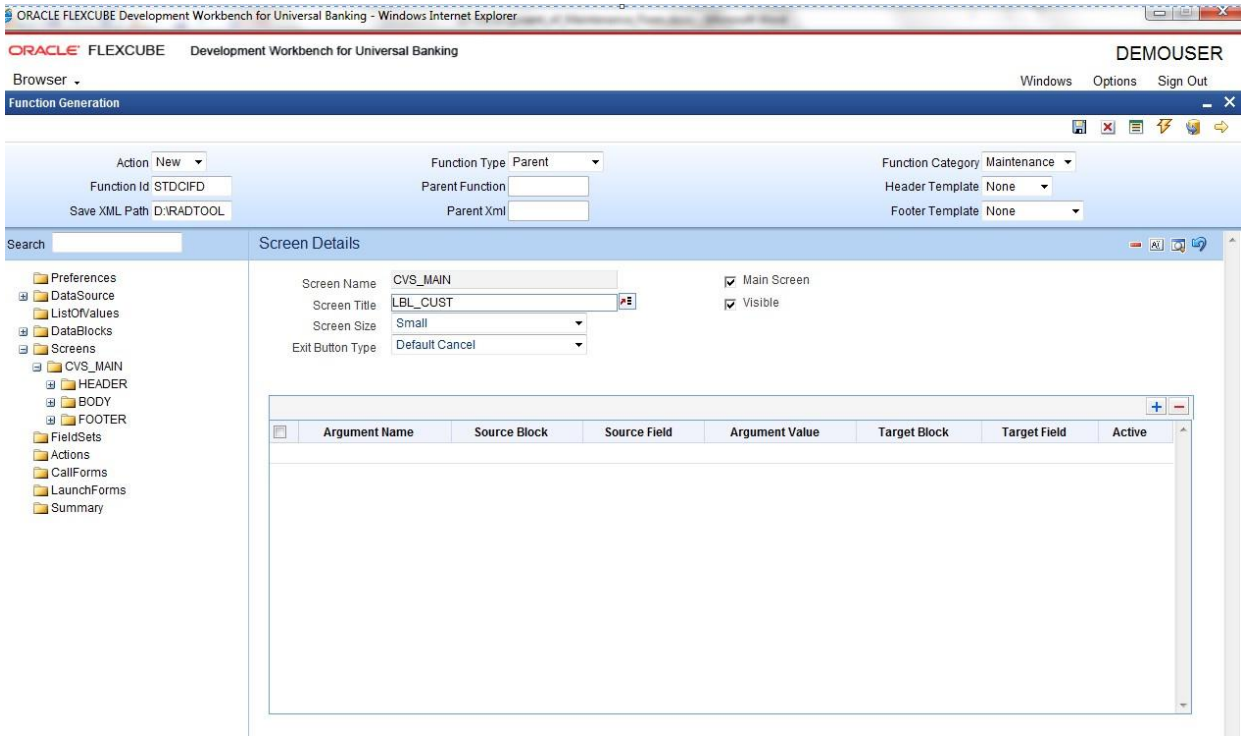 ORACLE FLEXCUBE Development Workbench for Universal Banking - Windows Internet Explorer
ORACLE FLEXCUBE Development Workbench for Universal Banking
DEMOUSER
Browser
Windows Options Sign Out
Function Generation
Action New
Function Type Parent
Function Category Maintenance
Function Id STDCIFD
Parent Function
Header Template None
Save XML Path D:\RADTOOL
Parent Xml
Footer Template None
Search
Screen Details
Preferences
DataSource
ListOfValues
DataBlocks
Screens
CVS_MAIN
HEADER
BODY
FOOTER
FieldSets
Actions
CallForms
LaunchForms
Summary
Screen Name CVS_MAIN
Main Screen
Screen Title LBL_CUST
Visible
Screen Size Small
Exit Button Type Default Cancel
Argument Name Source Block Source Field Argument Value Target Block Target Field Active